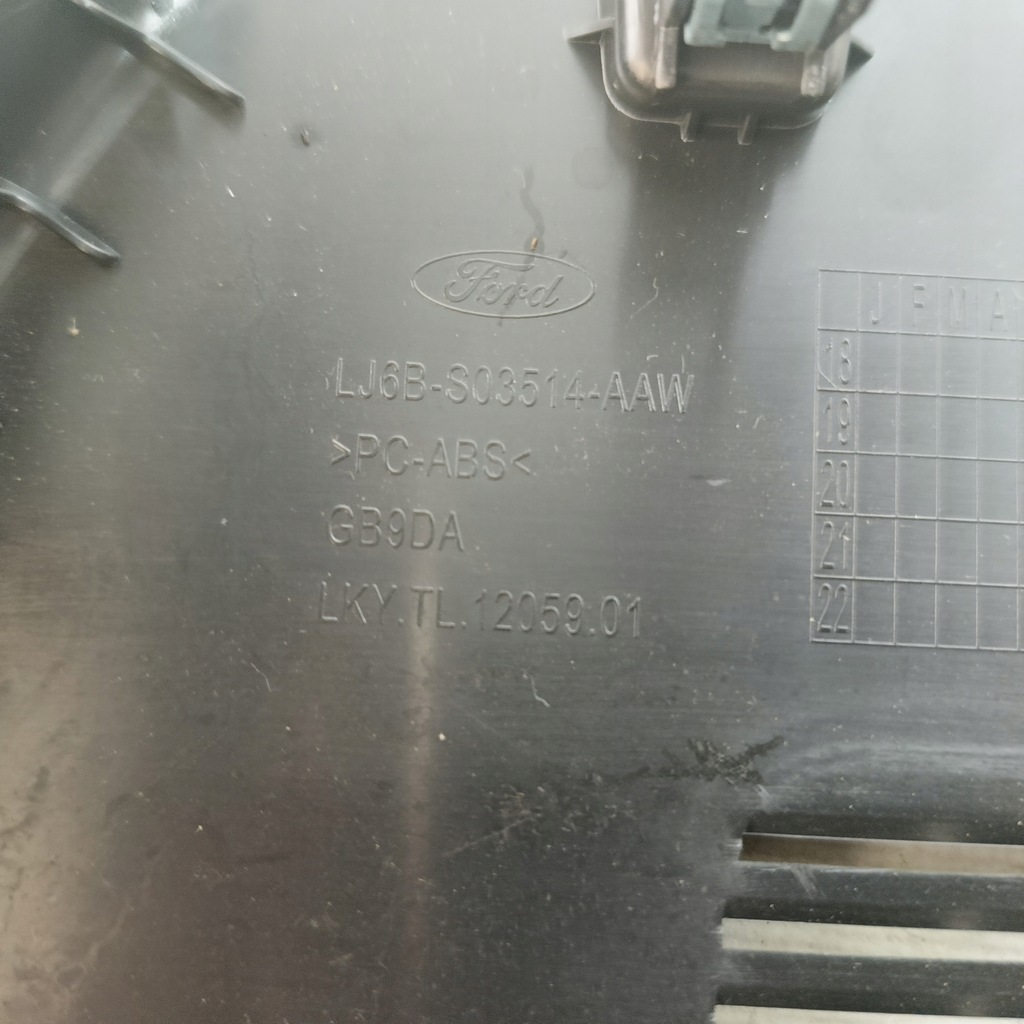 Ford
LJ6B-S03514-AAW
>PC-ABS<
GB9DA
LKY.TL.12059.01
J F M A
18
19
20
21
22